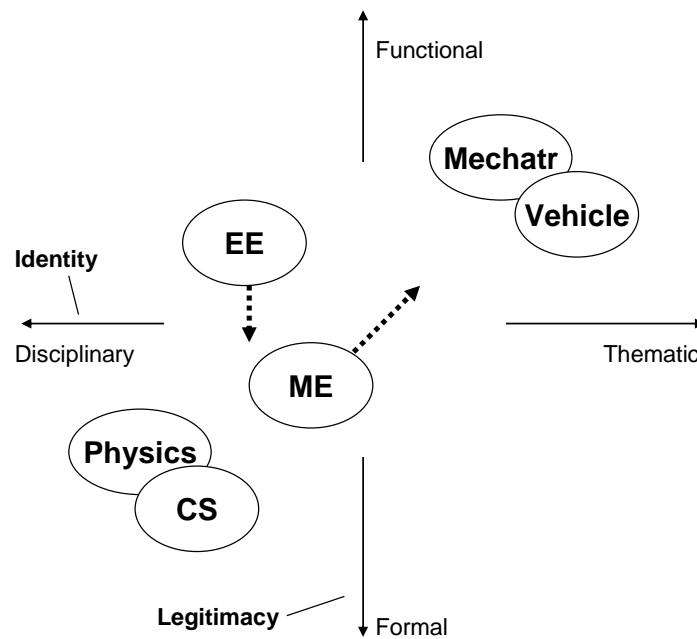 Functional
Mechatr
Vehicle
EE
Identity
Disciplinary
Thematic
ME
Physics
CS
Legitimacy
Formal